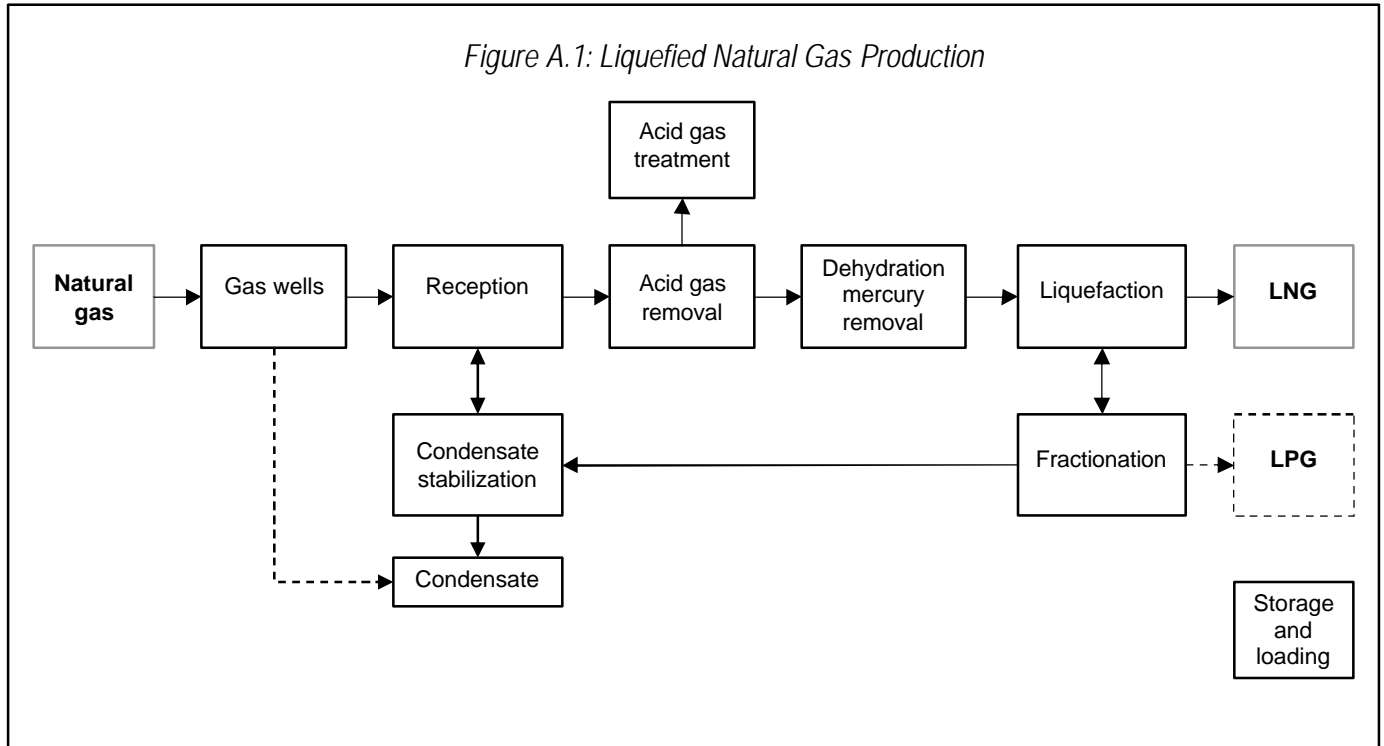 Figure A.1: Liquefied Natural Gas Production
Acid gas
treatment
Natural
gas
Gas wells
Reception
Acid gas
removal
Dehydration
mercury
removal
Liquefaction
LNG
Condensate
stabilization
Fractionation
LPG
Condensate
Storage
and
loading